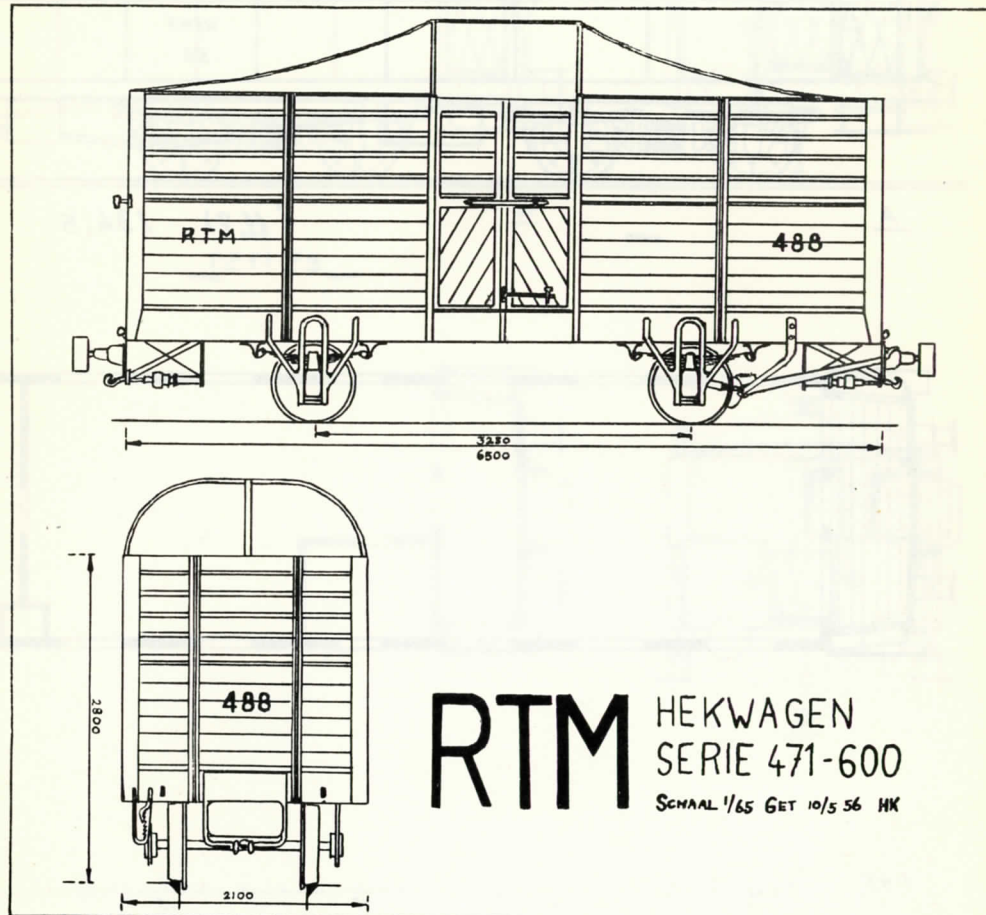 RTM
488
3250
6500
488
2800
2100
RTM
HEKWAGEN
SERIE 471-600
SCHAAL 1/65 GET 10/5 56 HK